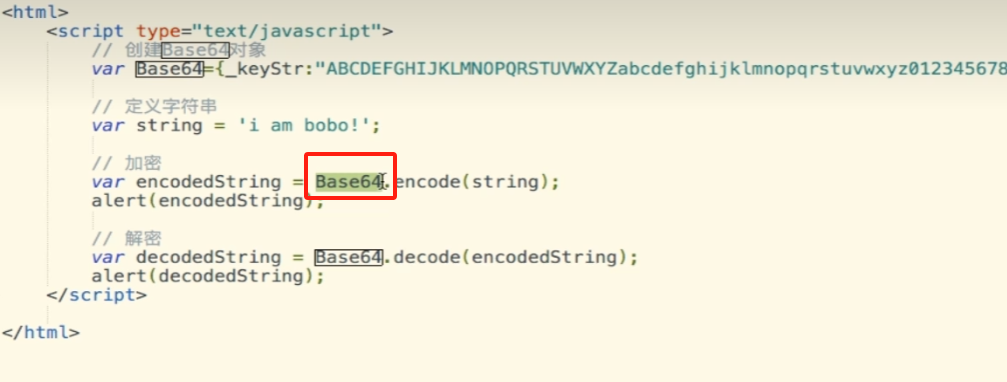 <html>
<script type="text/javascript">
// 创建Base64对象
var Base64={_keyStr:"ABCDEFGHIJKLMNOPQRSTUVWXYZabcdefghijklmnopqrstuvwxyz012345678
// 定义字符串
var string = 'i am bobo!';
// 加密
var encodedString = Base64.encode(string);
alert(encodedString);
// 解密
var decodedString = Base64.decode(encodedString);
alert(decodedString);
</script>
</html>